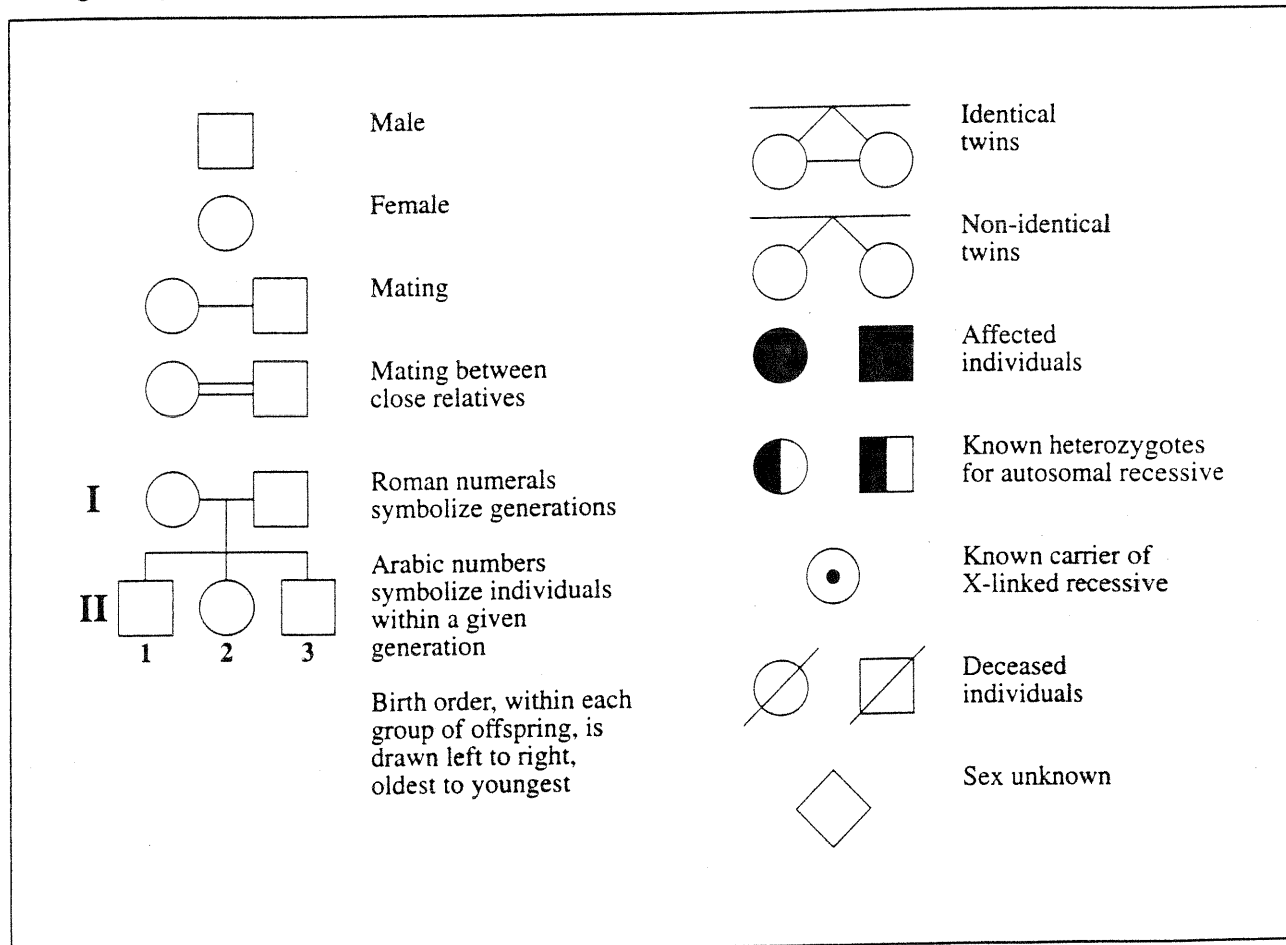 Male
Female
Mating
Mating between
close relatives
I
Roman numerals
symbolize generations
II
1 2 3
Arabic numbers
symbolize individuals
within a given
generation
Birth order, within each
group of offspring, is
drawn left to right,
oldest to youngest
Identical
twins
Non-identical
twins
Affected
individuals
Known heterozygotes
for autosomal recessive
Known carrier of
X-linked recessive
Deceased
individuals
Sex unknown